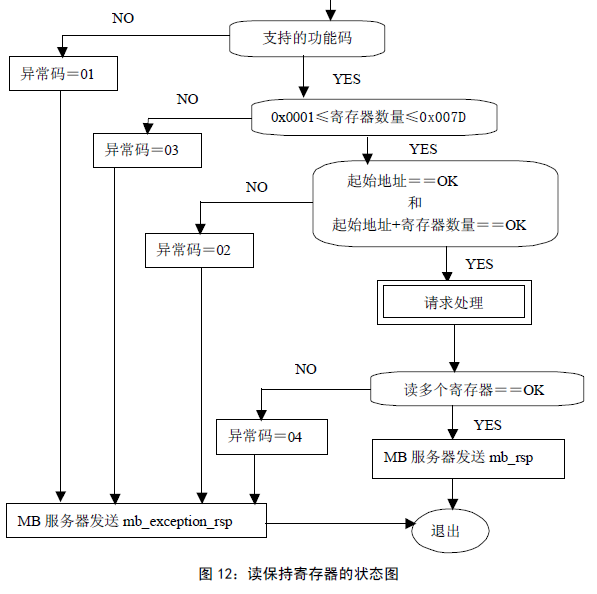 NO
支持的功能码
异常码＝01
YES
NO
0x0001≤寄存器数量≤0x007D
异常码＝03
YES
NO
起始地址＝＝OK
和
起始地址+寄存器数量＝＝OK
异常码＝02
YES
请求处理
NO
读多个寄存器＝＝OK
YES
异常码＝04
MB 服务器发送 mb_rsp
MB 服务器发送 mb_exception_rsp
退出
图 12：读保持寄存器的状态图